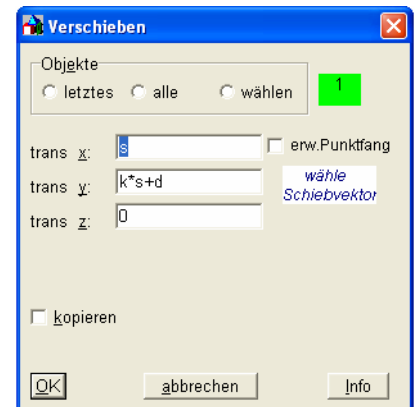 Verschieben
Objekte
letztes alle wählen 1
trans x: s erw.Punktfang
trans y: k*s+d wähle
Schiebvektor
trans z: 0
kopieren
OK abbrechen Info